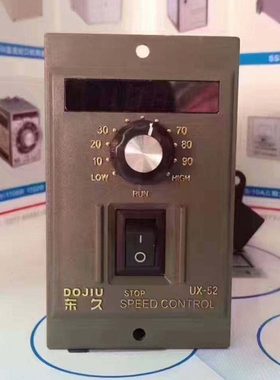 30 70
20 80
10 90
LOW HIGH
RUN
DOJIU STOP UX-52
东久 SPEED CONTROL